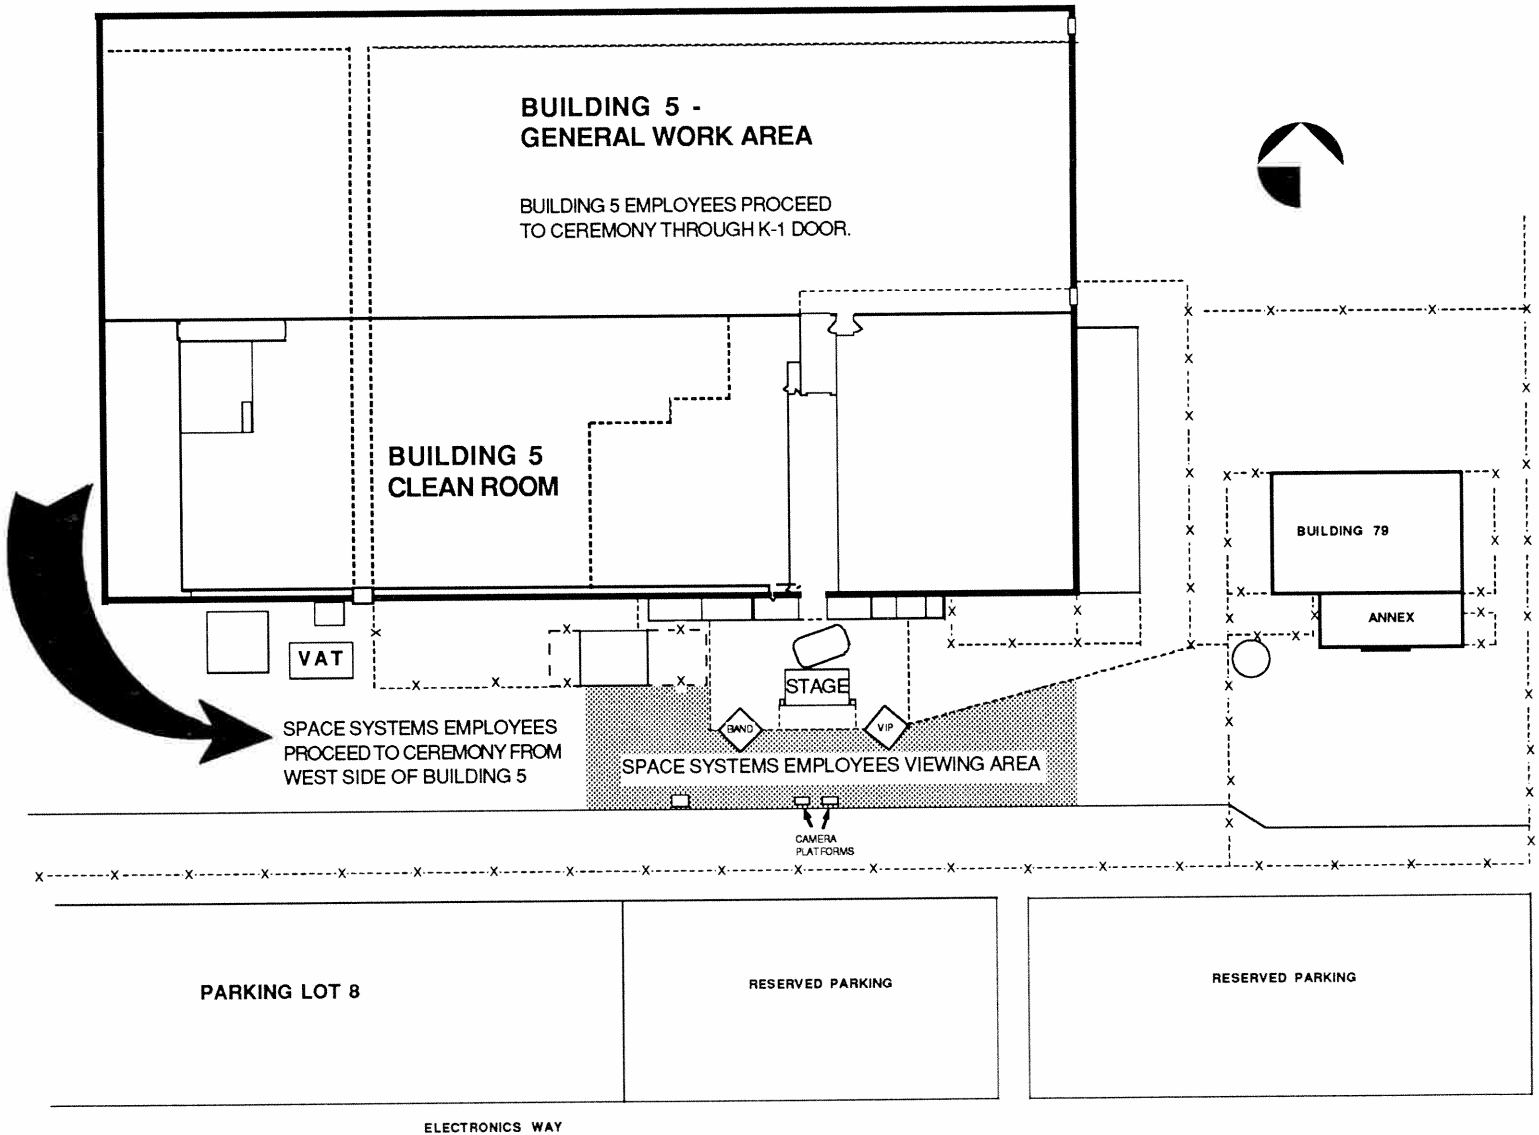 BUILDING 5 -
GENERAL WORK AREA
BUILDING 5 EMPLOYEES PROCEED
TO CEREMONY THROUGH K-1 DOOR.
BUILDING 5
CLEAN ROOM
BUILDING 79
ANNEX
VAT
STAGE
BAND
VIP
SPACE SYSTEMS EMPLOYEES
PROCEED TO CEREMONY FROM
WEST SIDE OF BUILDING 5
SPACE SYSTEMS EMPLOYEES VIEWING AREA
CAMERA
PLATFORMS
PARKING LOT 8
RESERVED PARKING
RESERVED PARKING
ELECTRONICS WAY